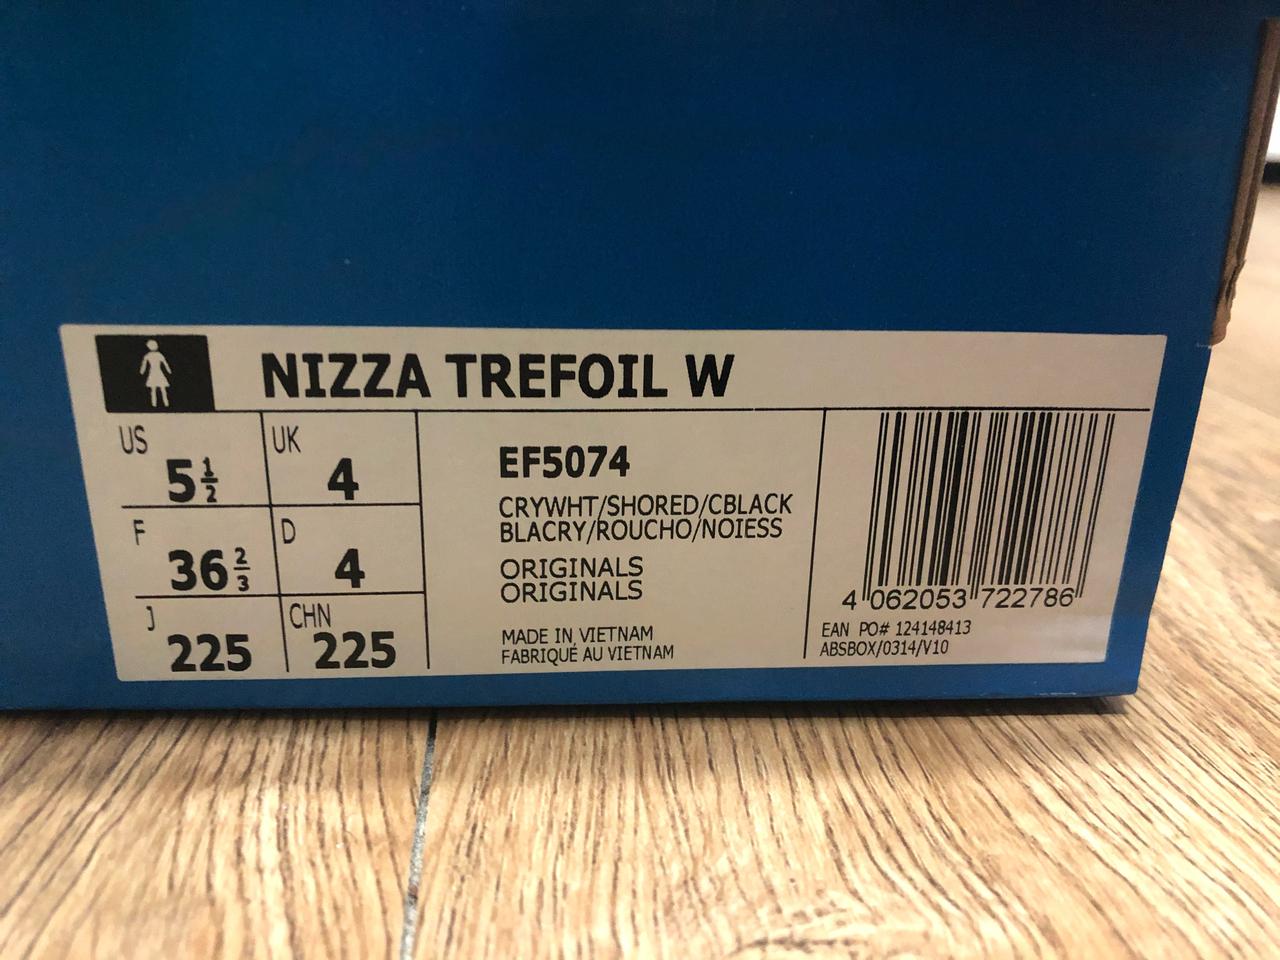 NIZZA TREFOIL W
US 5 1/2 UK 4
F 36 2/3 D 4
J 225 CHN 225
EF5074
CRYWHT/SHORED/CBLACK
BLACRY/ROUCHO/NOIESS
ORIGINALS
ORIGINALS
MADE IN VIETNAM
FABRIQUÉ AU VIETNAM
4 062053 722786
EAN PO# 124148413
ABSBOX/0314/V10